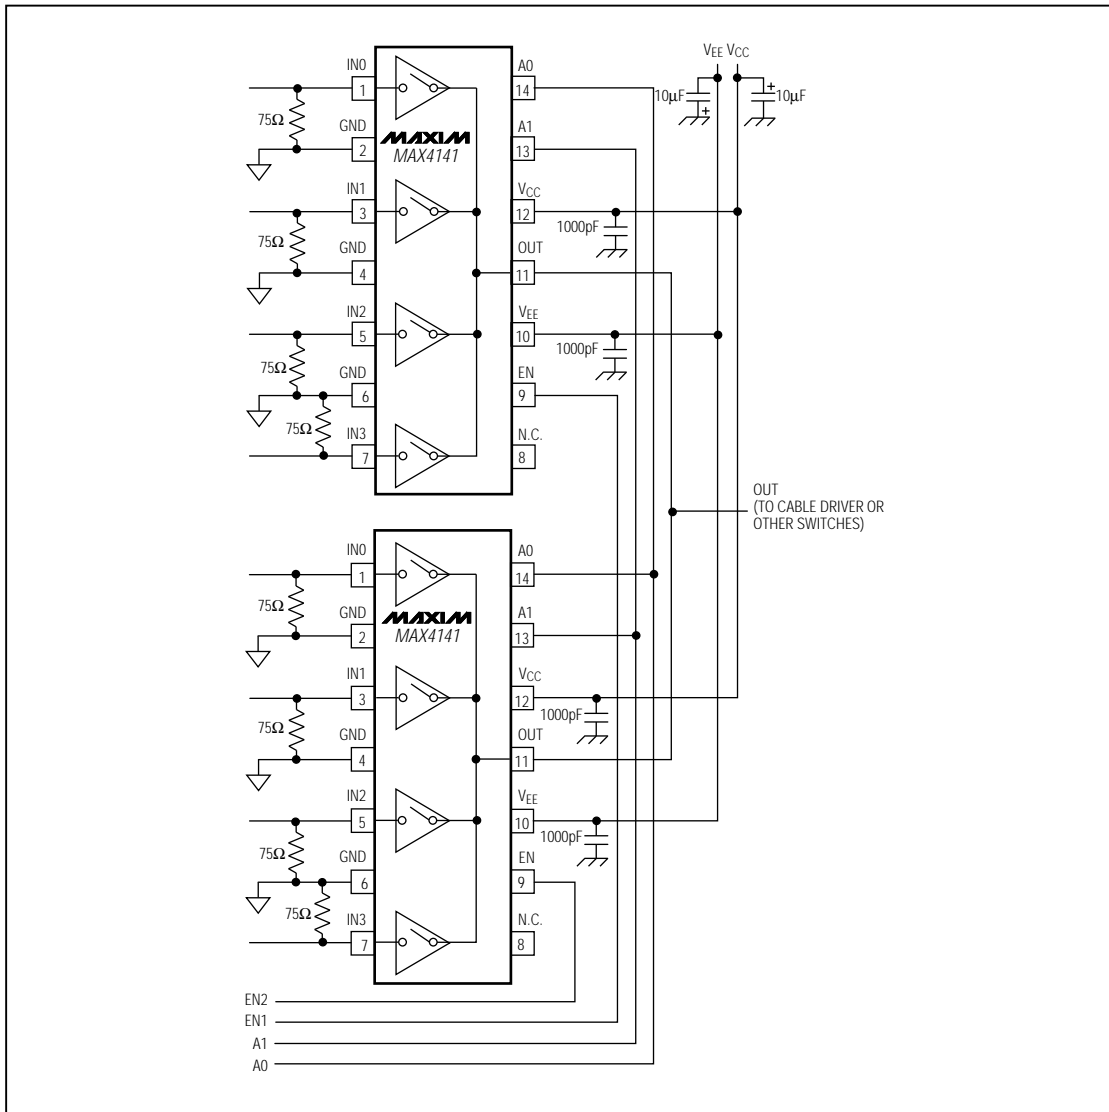 VEE VCC
10µF
10µF
IN0
1
75Ω
GND
2
IN1
3
75Ω
GND
4
IN2
5
75Ω
GND
6
75Ω
IN3
7
MAXIM
MAX4141
A0
14
A1
13
VCC
12
1000pF
OUT
11
VEE
10
1000pF
EN
9
N.C.
8
OUT
(TO CABLE DRIVER OR
OTHER SWITCHES)
IN0
1
75Ω
GND
2
IN1
3
75Ω
GND
4
IN2
5
75Ω
GND
6
75Ω
IN3
7
MAXIM
MAX4141
A0
14
A1
13
VCC
12
1000pF
OUT
11
VEE
10
1000pF
EN
9
N.C.
8
EN2
EN1
A1
A0